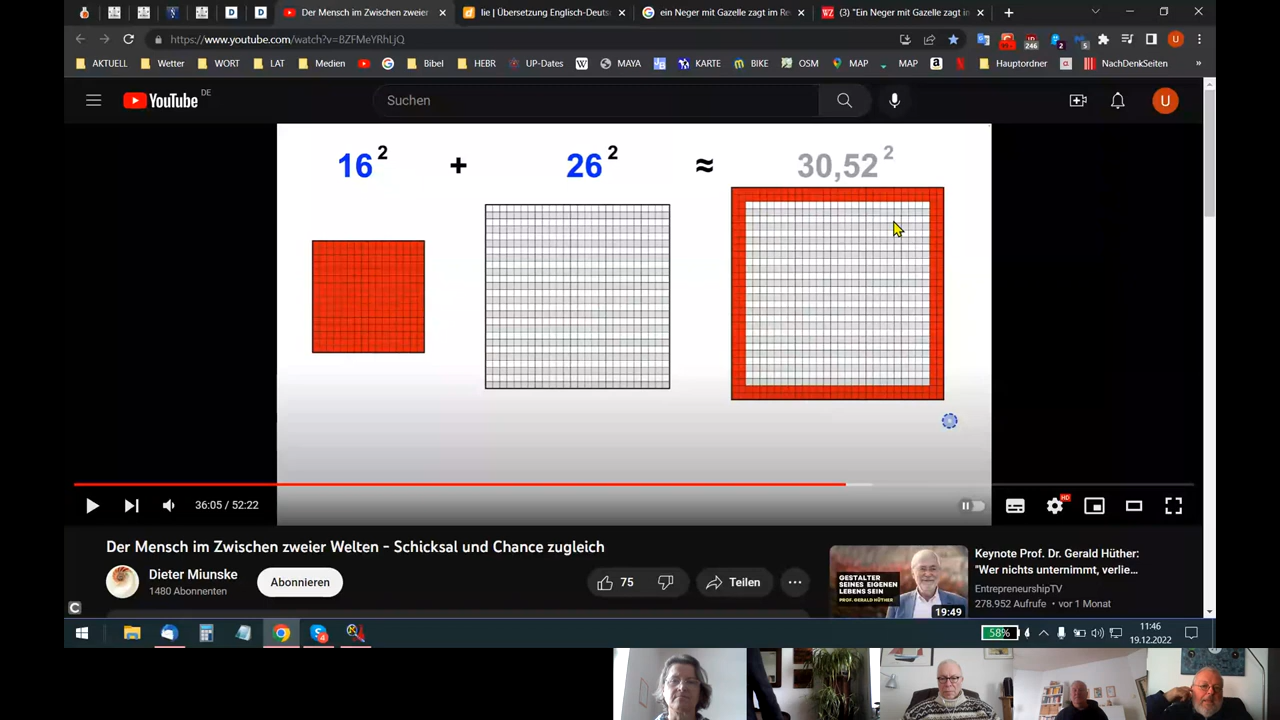 Der Mensch im Zwischen zweier
lie | Übersetzung Englisch-Deuts
ein Neger mit Gazelle zagt im Re
(3) "Ein Neger mit Gazelle zagt in
https://www.youtube.com/watch?v=BZFMeYRhLjQ
246
2
5
AKTUELL
Wetter
WORT
LAT
Medien
Bibel
HEBR
UP-Dates
MAYA
KARTE
BIKE
OSM
MAP
MAP
Hauptordner
NachDenkSeiten
»
YouTube DE
Suchen
U
16² + 26² ≈ 30,52²
36:05 / 52:22
HD
Der Mensch im Zwischen zweier Welten - Schicksal und Chance zugleich
Dieter Miunske
1480 Abonnenten
Abonnieren
75
Teilen
GESTALTER
SEINES EIGENEN
LEBENS SEIN
PROF. GERALD HÜTHER
19:49
Keynote Prof. Dr. Gerald Hüther:
"Wer nichts unternimmt, verlie...
EntrepreneurshipTV
278.952 Aufrufe • vor 1 Monat
58%
11:46
19.12.2022